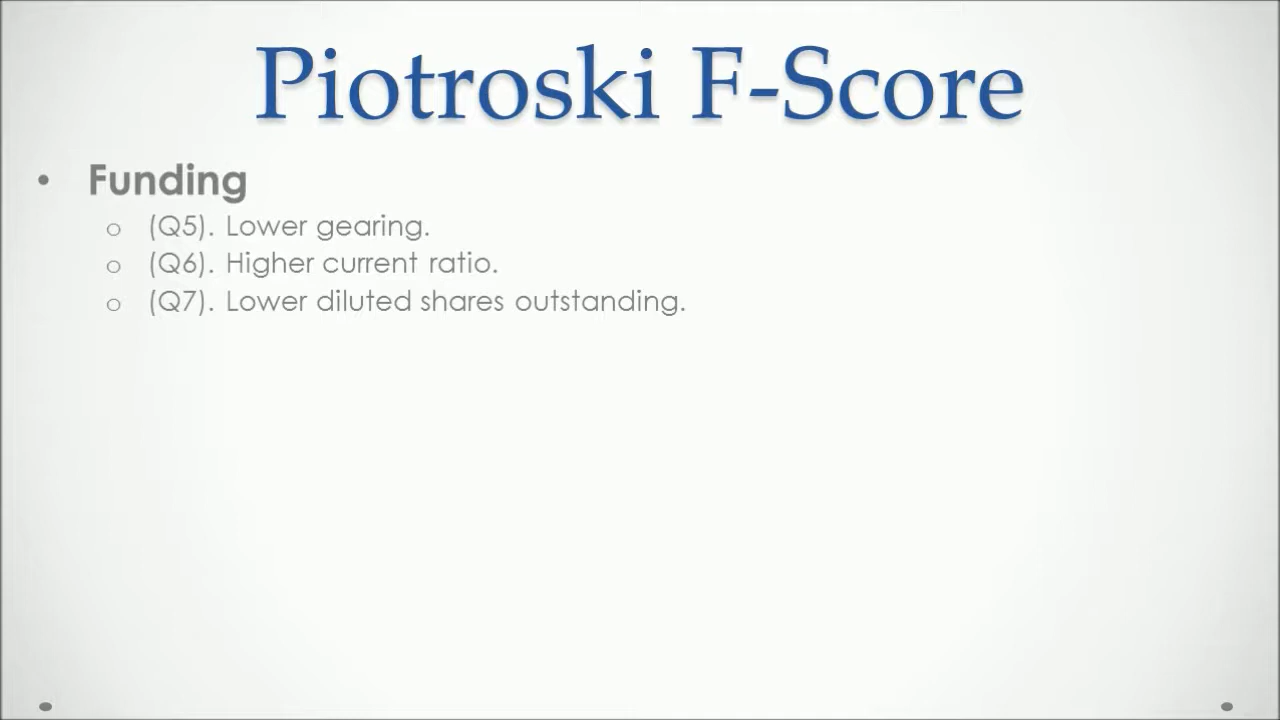 Piotroski F-Score
• Funding
o (Q5). Lower gearing.
o (Q6). Higher current ratio.
o (Q7). Lower diluted shares outstanding.